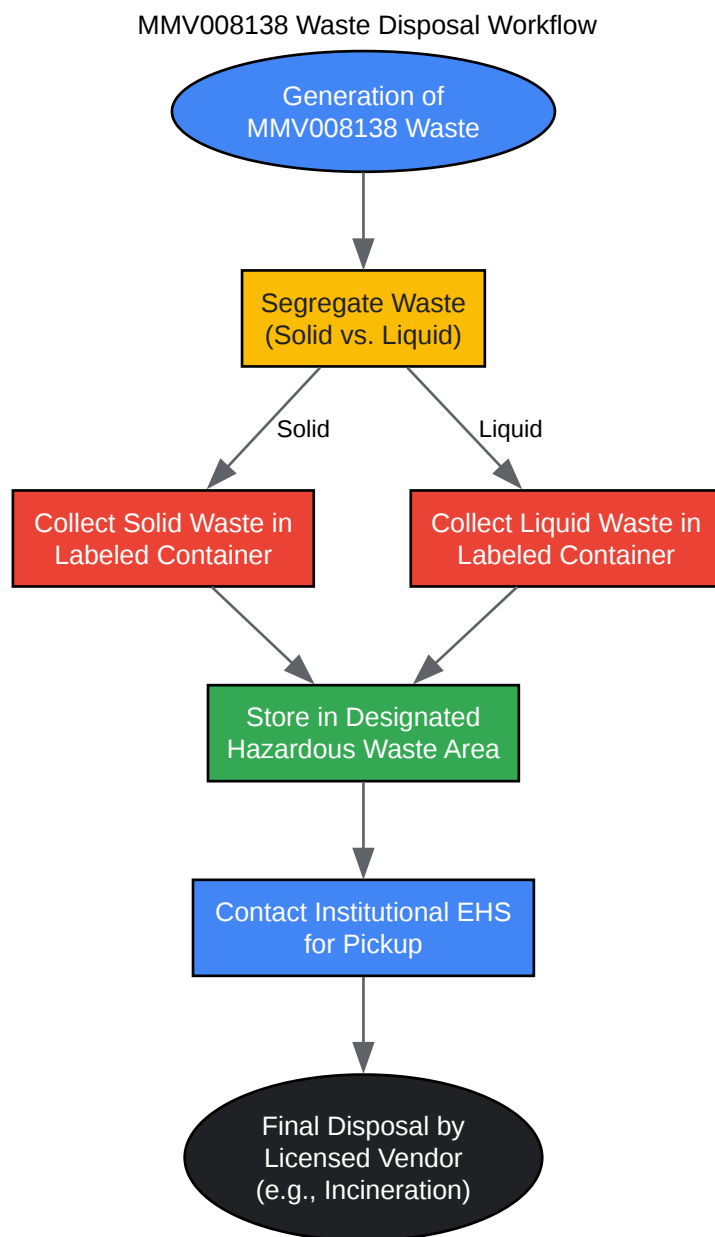 MMV008138 Waste Disposal Workflow
Generation of
MMV008138 Waste
Segregate Waste
(Solid vs. Liquid)
Solid
Liquid
Collect Solid Waste in
Labeled Container
Collect Liquid Waste in
Labeled Container
Store in Designated
Hazardous Waste Area
Contact Institutional EHS
for Pickup
Final Disposal by
Licensed Vendor
(e.g., Incineration)